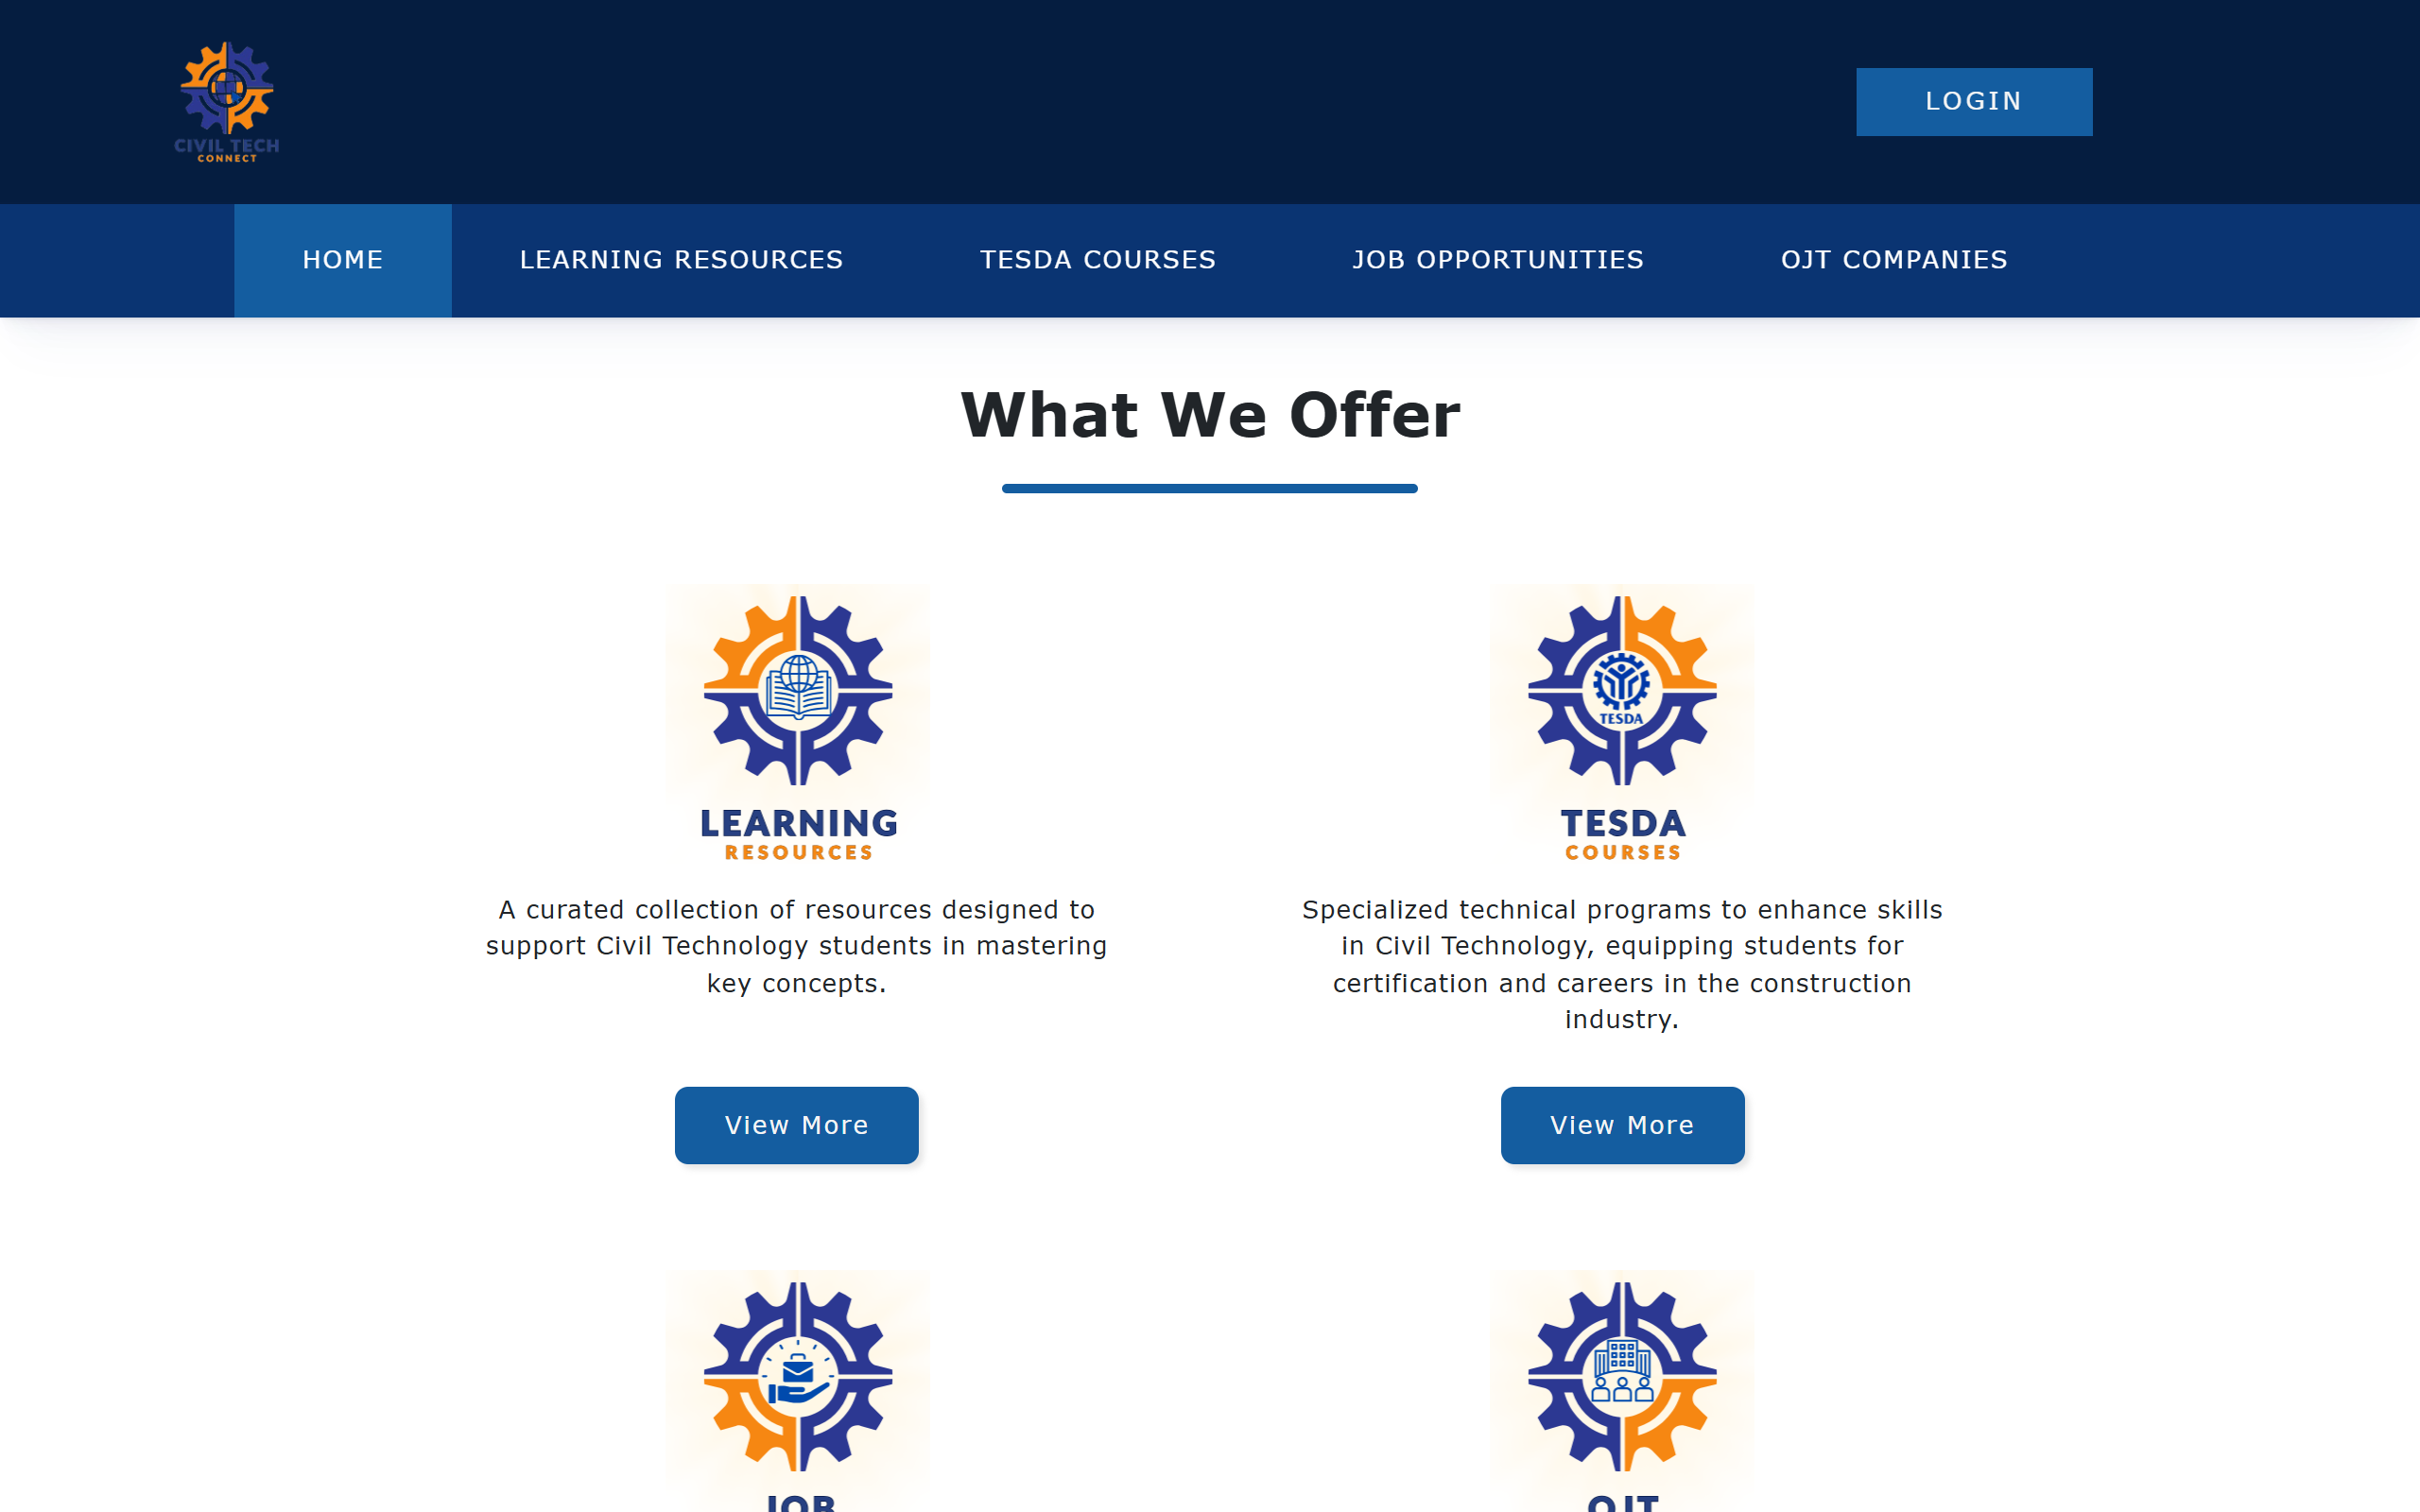 CIVIL TECH
CONNECT
LOGIN
HOME
LEARNING RESOURCES
TESDA COURSES
JOB OPPORTUNITIES
OJT COMPANIES
What We Offer
LEARNING
RESOURCES
A curated collection of resources designed to
support Civil Technology students in mastering
key concepts.
View More
TESDA
TESDA
COURSES
Specialized technical programs to enhance skills
in Civil Technology, equipping students for
certification and careers in the construction
industry.
View More
JOB
OJT